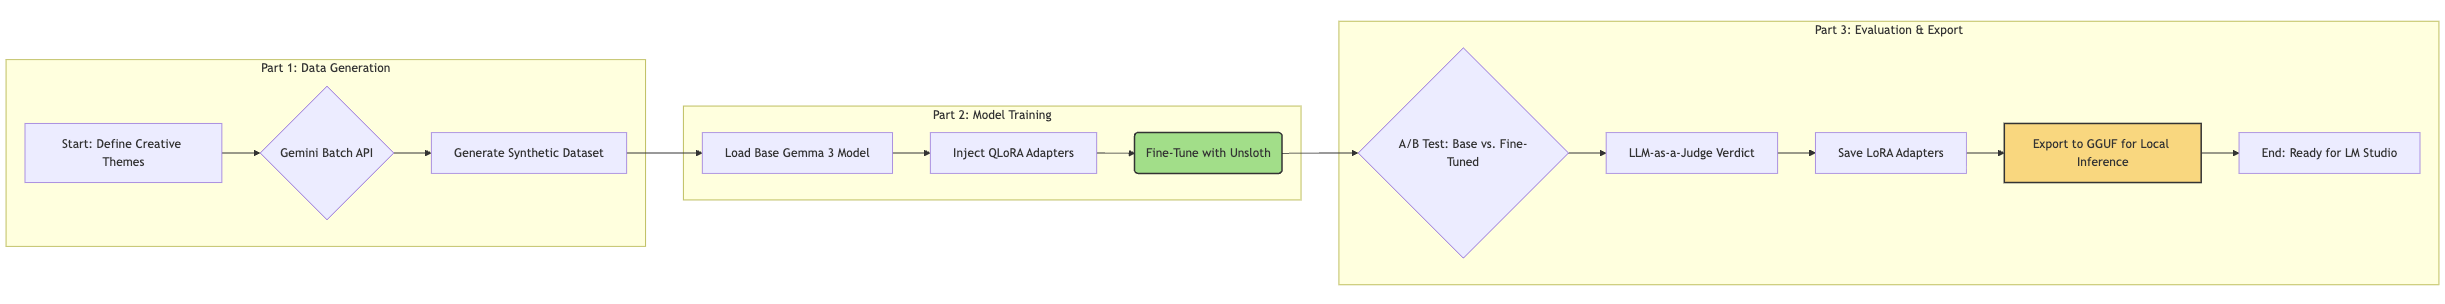 Part 1: Data Generation
Start: Define Creative
Themes
Gemini Batch API
Generate Synthetic Dataset
Part 2: Model Training
Load Base Gemma 3 Model
Inject QLoRA Adapters
Fine-Tune with Unsloth
Part 3: Evaluation & Export
A/B Test: Base vs. Fine-
Tuned
LLM-as-a-Judge Verdict
Save LoRA Adapters
Export to GGUF for Local
Inference
End: Ready for LM Studio